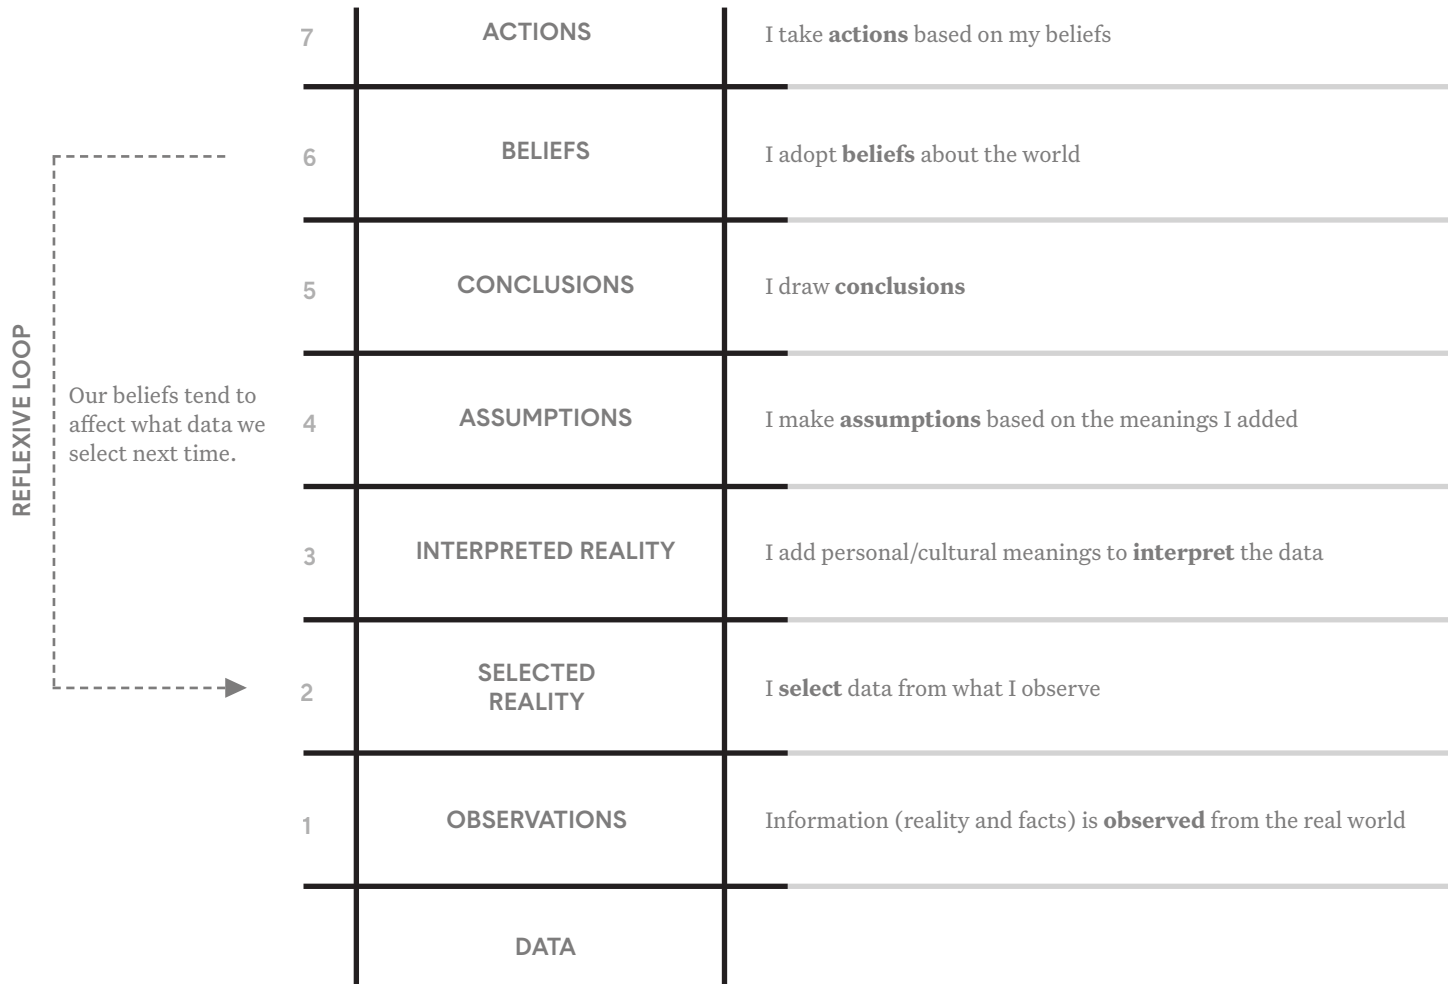 7
ACTIONS
I take actions based on my beliefs
6
BELIEFS
I adopt beliefs about the world
5
CONCLUSIONS
I draw conclusions
REFLEXIVE LOOP
Our beliefs tend to
affect what data we
select next time.
4
ASSUMPTIONS
I make assumptions based on the meanings I added
3
INTERPRETED REALITY
I add personal/cultural meanings to interpret the data
2
SELECTED
REALITY
I select data from what I observe
1
OBSERVATIONS
Information (reality and facts) is observed from the real world
DATA